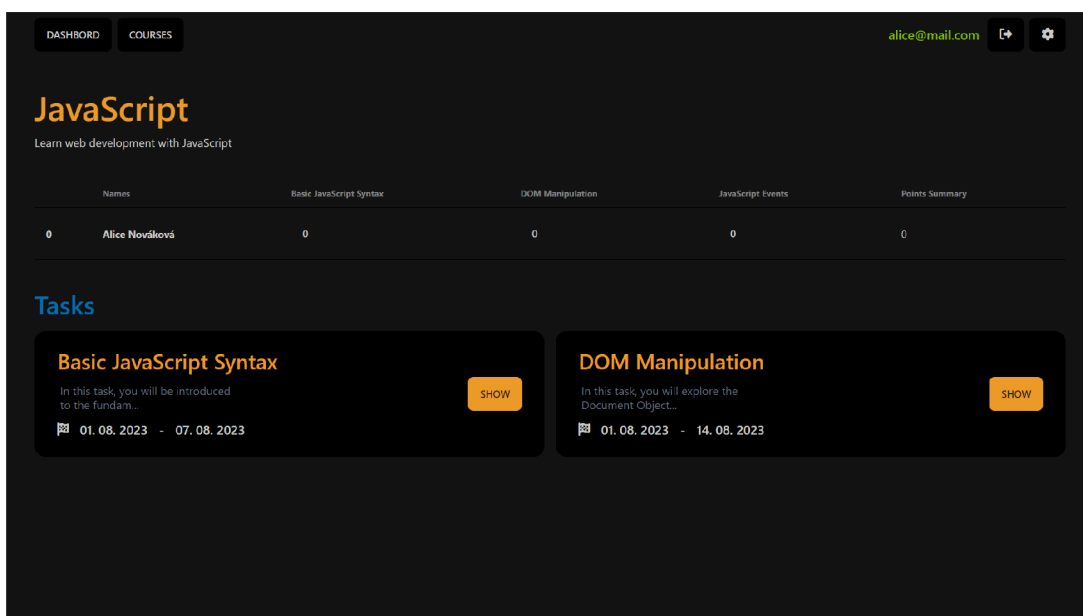 DASHBORD COURSES alice@mail.com
JavaScript
Learn web development with JavaScript
Names Basic JavaScript Syntax DOM Manipulation JavaScript Events Points Summary
0 Alice Nováková 0 0 0 0
Tasks
Basic JavaScript Syntax
In this task, you will be introduced
to the fundam...
SHOW
01. 08. 2023 - 07. 08. 2023
DOM Manipulation
In this task, you will explore the
Document Object...
SHOW
01. 08. 2023 - 14. 08. 2023